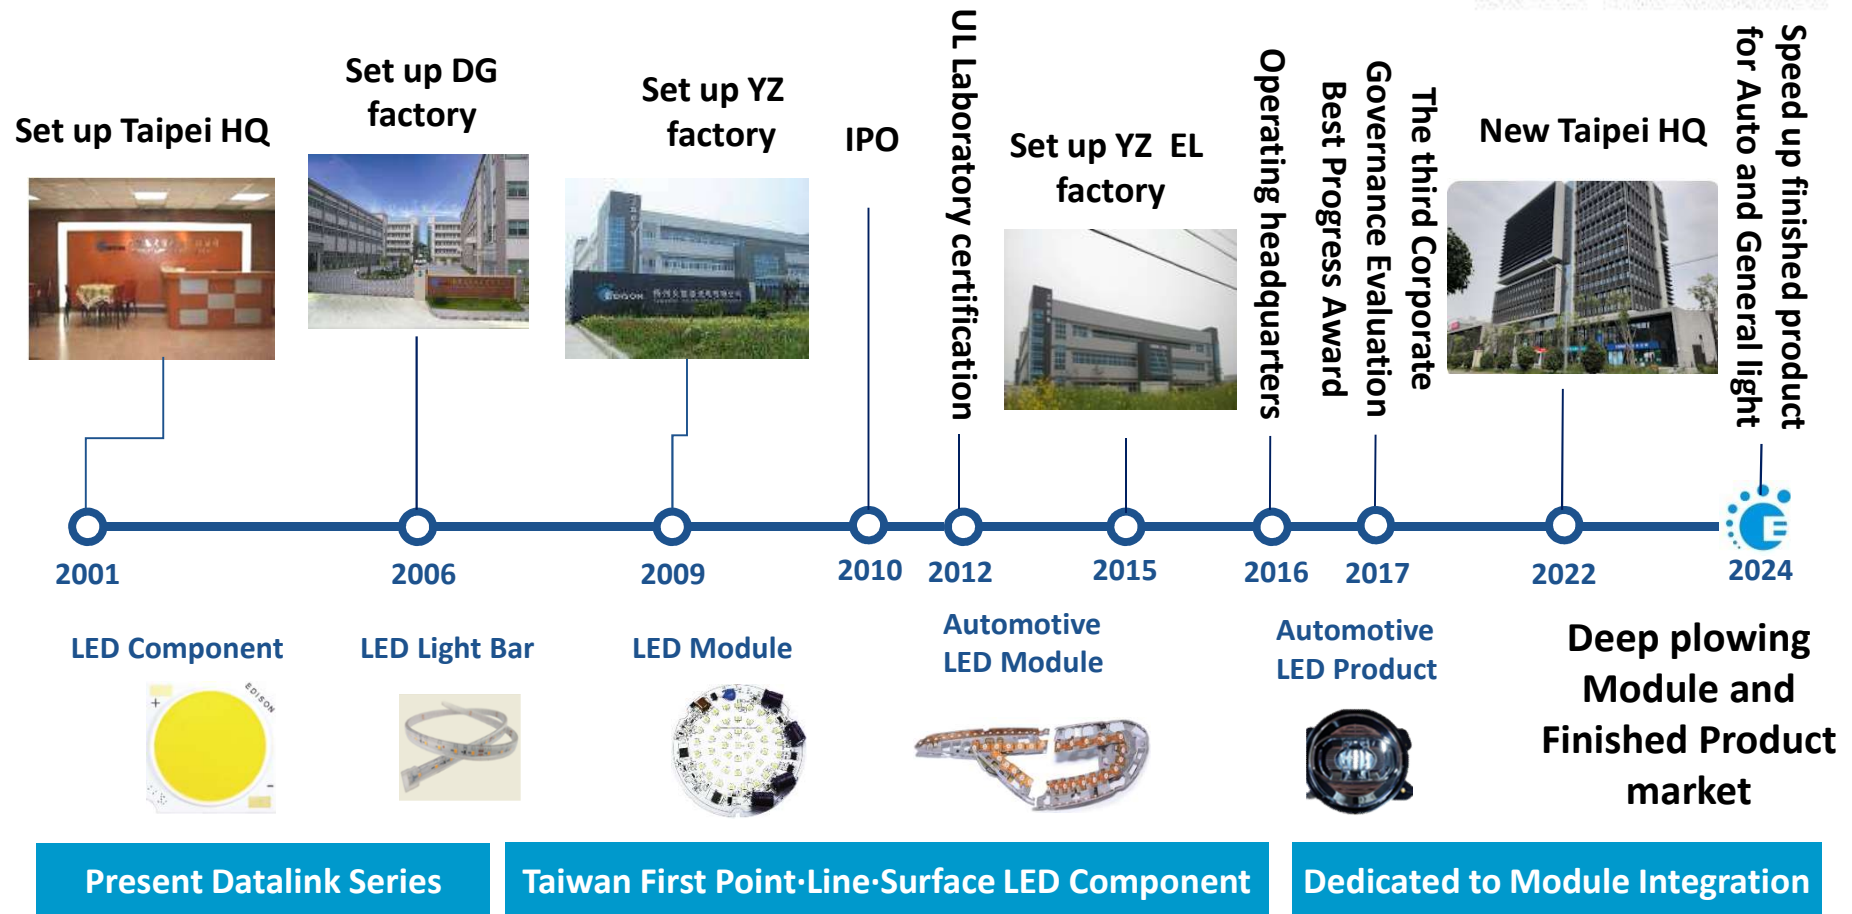 Set up Taipei HQ
Set up DG
factory
Set up YZ
factory
IPO
UL Laboratory certification
Set up YZ EL
factory
Operating headquarters
The third Corporate
Governance Evaluation
Best Progress Award
New Taipei HQ
Speed up finished product
for Auto and General light
EDISON
2001
2006
2009
2010
2012
2015
2016
2017
2022
2024
E
LED Component
LED Light Bar
LED Module
Automotive
LED Module
Automotive
LED Product
EDISON
+
-
Deep plowing
Module and
Finished Product
market
Present Datalink Series
Taiwan First Point·Line·Surface LED Component
Dedicated to Module Integration